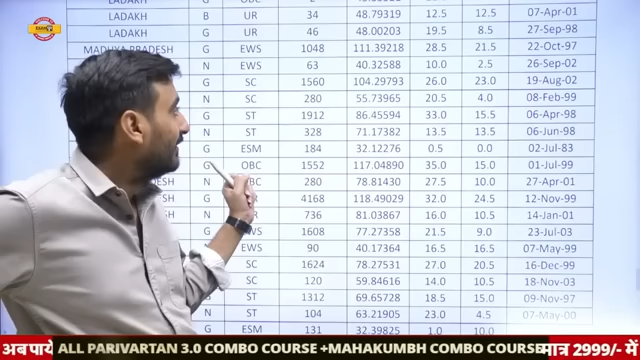 LADAKH G OBC 2
LADAKH B UR 34 48.79319 12.5 12.5 07-Apr-01
LADAKH G UR 46 48.00203 19.5 8.5 27-Sep-98
MADHYA PRADESH G EWS 1048 111.39218 28.5 21.5 22-Oct-97
N EWS 63 40.32588 10.0 2.5 26-Sep-02
G SC 1560 104.29793 26.0 23.0 19-Aug-02
N SC 280 55.73965 20.5 4.0 08-Feb-99
G ST 1912 86.45594 33.0 15.5 06-Apr-98
N ST 328 71.17382 13.5 13.5 06-Jun-98
G ESM 184 32.12276 0.5 0.0 02-Jul-83
G OBC 1552 117.04890 35.0 15.0 01-Jul-99
DESH N OBC 280 78.81430 27.5 10.0 27-Apr-01
G 4168 118.49029 32.0 24.5 12-Nov-99
N 736 81.03867 16.0 10.5 14-Jan-01
G EWS 1608 77.27358 21.5 9.0 23-Jul-03
EWS 90 40.17364 16.5 16.5 07-May-99
SC 1624 78.27531 27.0 20.5 16-Dec-99
SC 120 59.84616 14.0 10.5 18-Nov-03
ST 1312 69.65728 18.5 15.0 09-Nov-97
N ST 104 63.21905 23.5 4.0 07-May-00
G ESM 131 32.39825 1.0 10.0
अब पाये ALL PARIVARTAN 3.0 COMBO COURSE +MAHAKUMBH COMBO COURSE मात्र 2999/- में